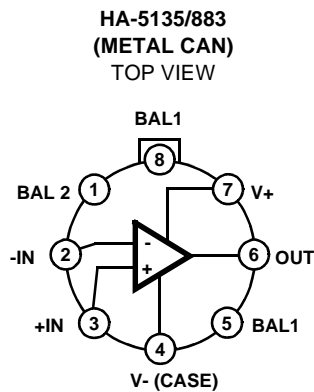 HA-5135/883
(METAL CAN)
TOP VIEW
BAL1
8
BAL 2 1
7 V+
-IN 2
-
+
6 OUT
+IN 3
5 BAL1
4
V- (CASE)